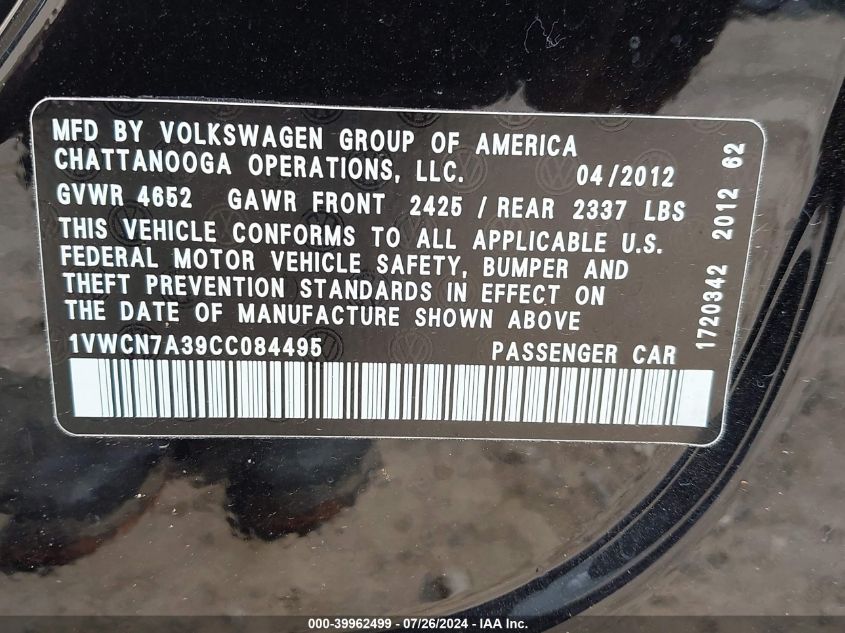 MFD BY VOLKSWAGEN GROUP OF AMERICA
CHATTANOOGA OPERATIONS, LLC. 04/2012
GVWR 4652 GAWR FRONT 2425 / REAR 2337 LBS
THIS VEHICLE CONFORMS TO ALL APPLICABLE U.S.
FEDERAL MOTOR VEHICLE SAFETY, BUMPER AND
THEFT PREVENTION STANDARDS IN EFFECT ON
THE DATE OF MANUFACTURE SHOWN ABOVE
1VWCN7A39CC084495 PASSENGER CAR
1720342 2012 62
000-39962499 - 07/26/2024 - IAA Inc.